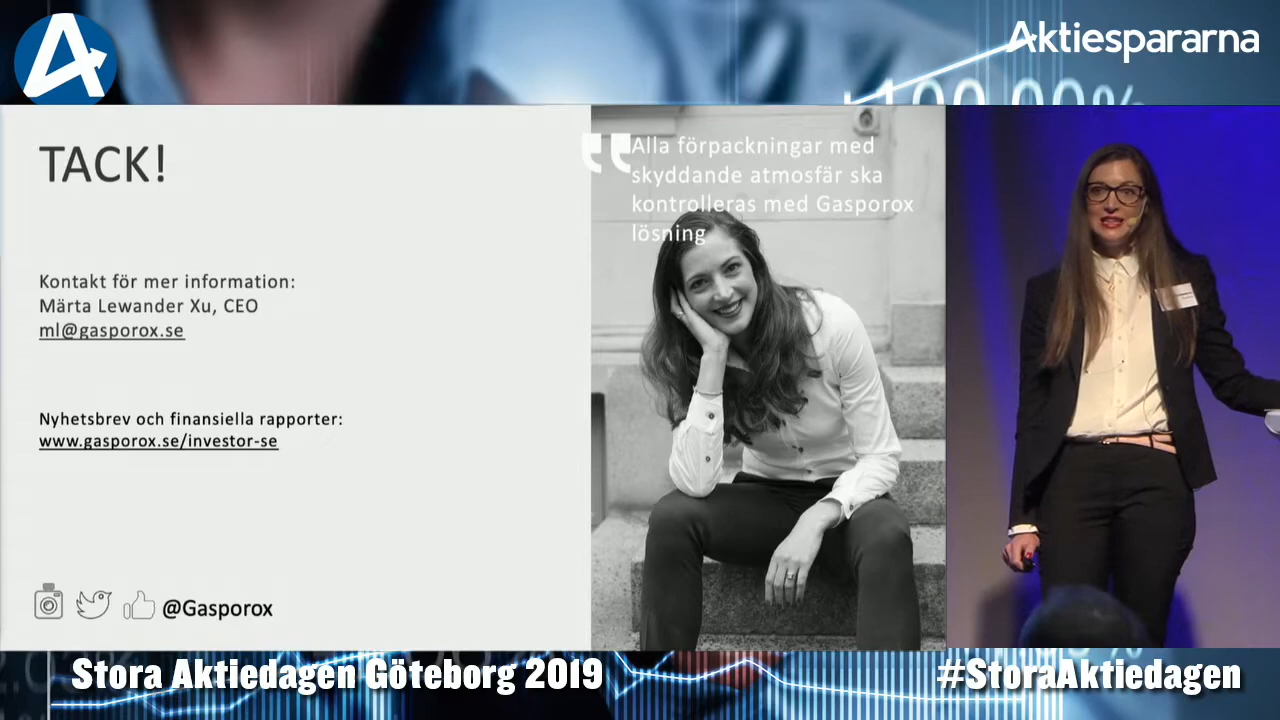 Aktiespararna
100,00%
TACK!
Alla förpackningar med
skyddande atmosfär ska
kontrolleras med Gasporox
lösning
Kontakt för mer information:
Märta Lewander Xu, CEO
ml@gasporox.se
Nyhetsbrev och finansiella rapporter:
www.gasporox.se/investor-se
@Gasporox
Stora Aktiedagen Göteborg 2019
#StoraAktiedagen